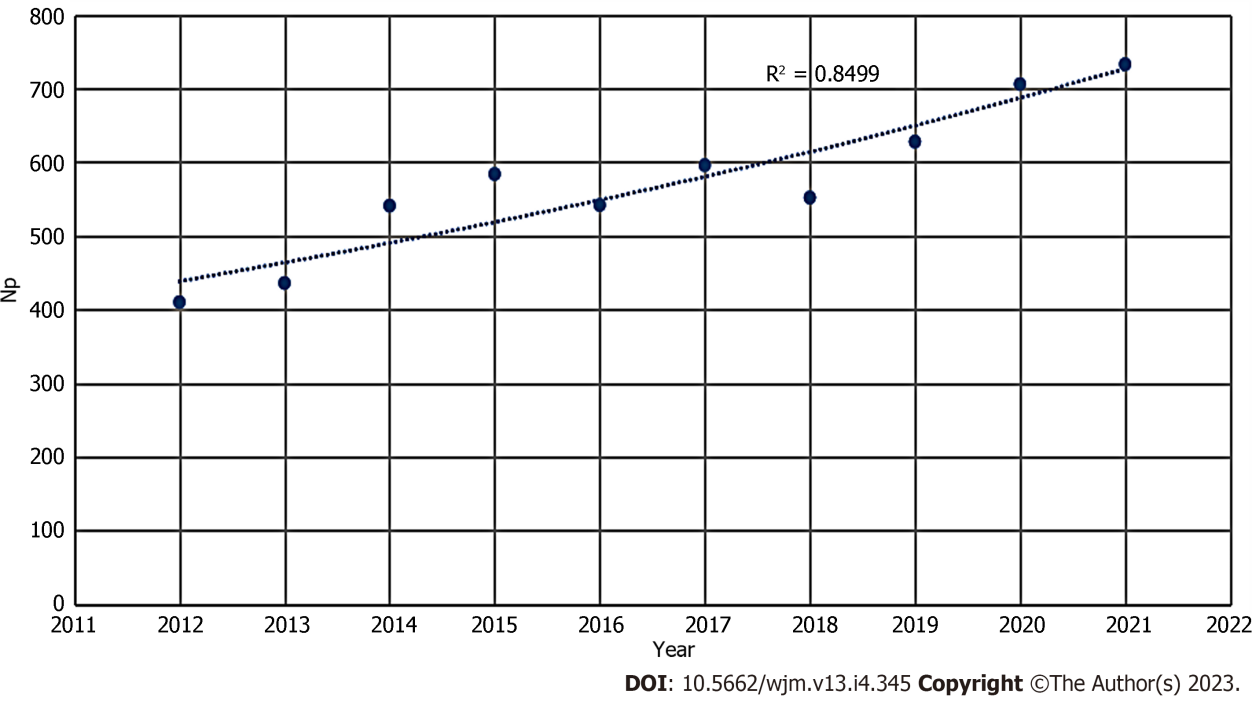 800
R² = 0.8499
700
600
500
Np
400
300
200
100
0
2011 2012 2013 2014 2015 2016 2017 2018 2019 2020 2021 2022
Year
DOI: 10.5662/wjm.v13.i4.345 Copyright ©The Author(s) 2023.